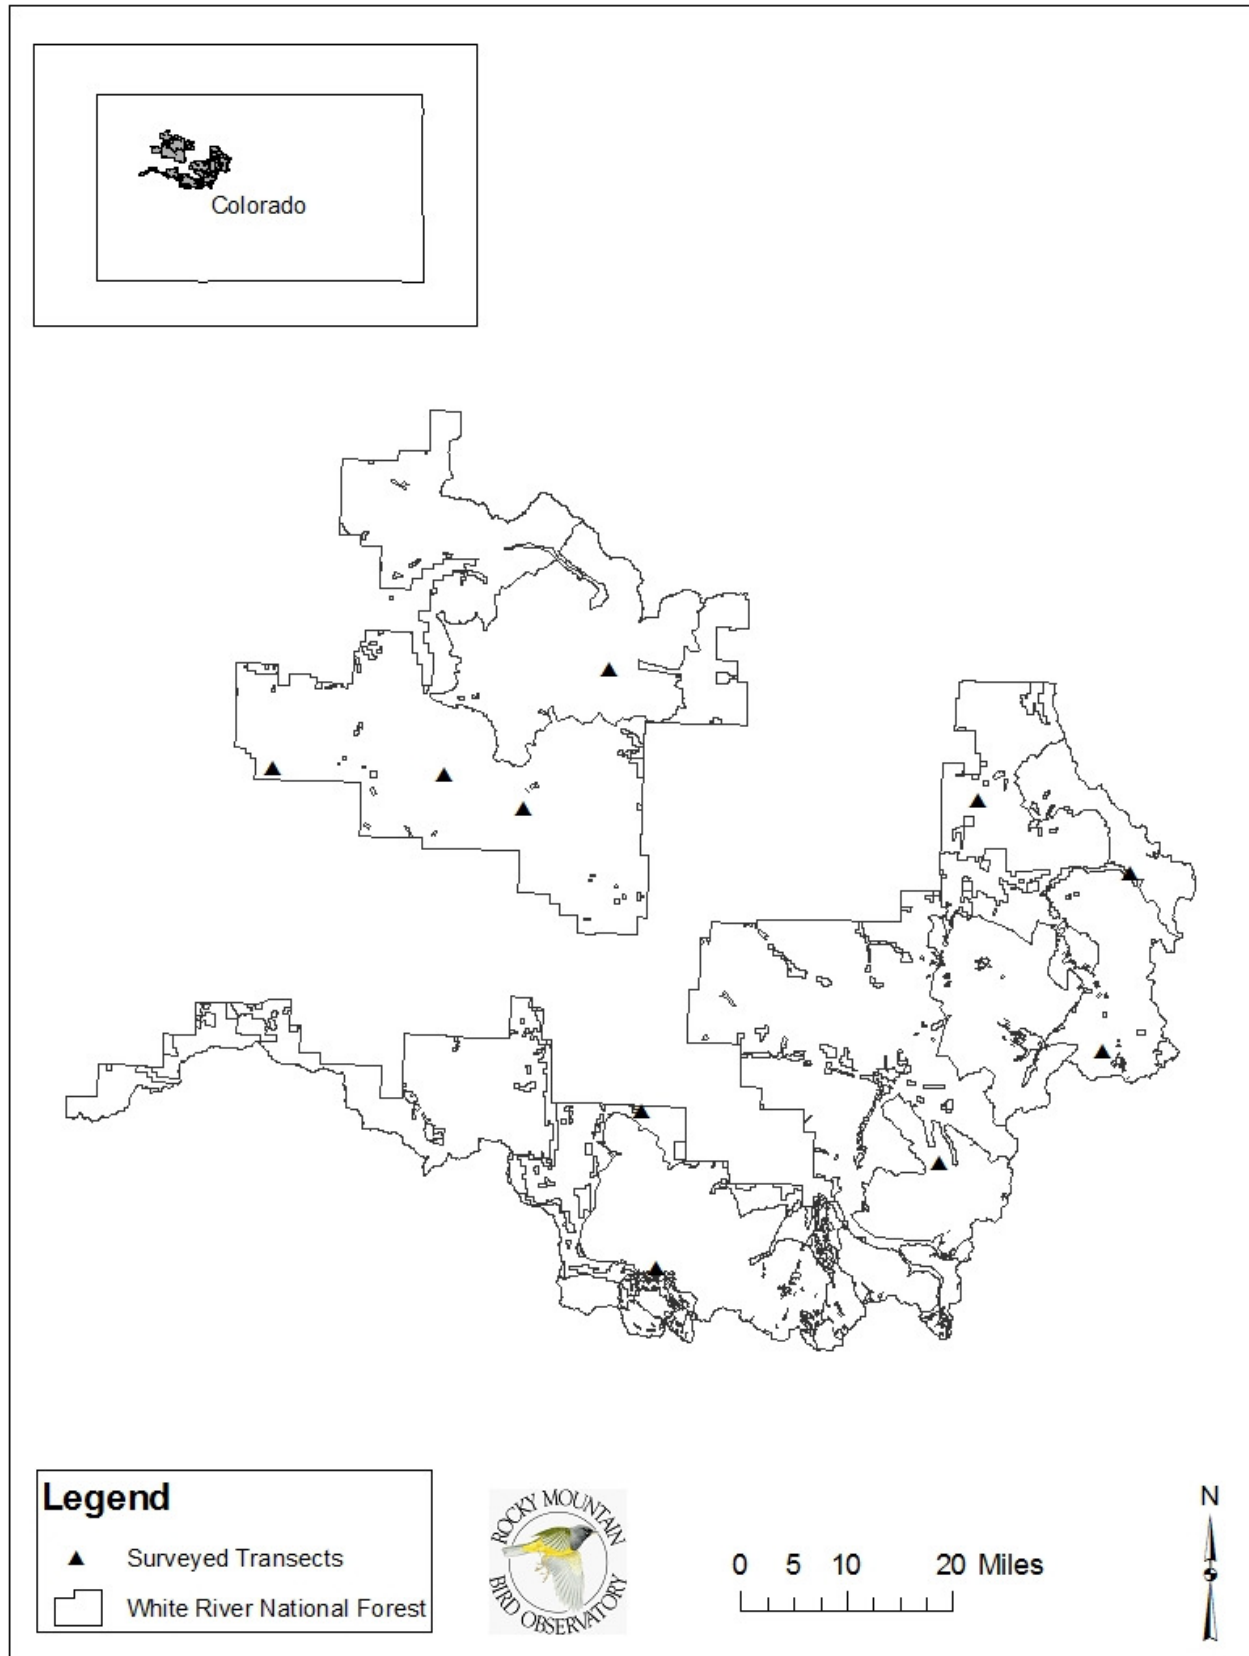 Colorado
Legend
Surveyed Transects
White River National Forest
ROCKY MOUNTAIN
BIRD OBSERVATORY
0 5 10 20 Miles
N